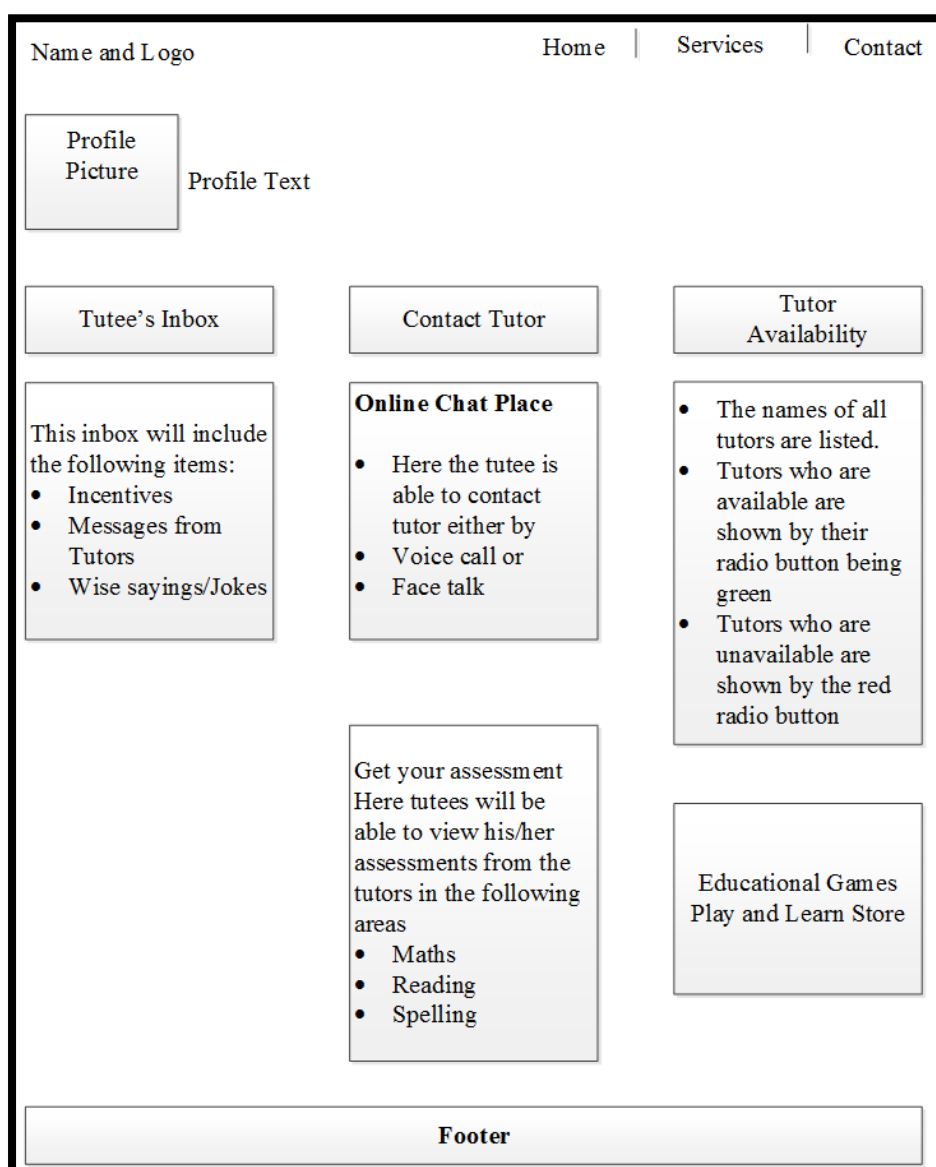 Name and Logo
Home
Services
Contact
Profile
Picture
Profile Text
Tutee’s Inbox
Contact Tutor
Tutor
Availability
This inbox will include
the following items:
• Incentives
• Messages from
Tutors
• Wise sayings/Jokes
Online Chat Place
• Here the tutee is
able to contact
tutor either by
• Voice call or
• Face talk
• The names of all
tutors are listed.
• Tutors who are
available are
shown by their
radio button being
green
• Tutors who are
unavailable are
shown by the red
radio button
Get your assessment
Here tutees will be
able to view his/her
assessments from the
tutors in the following
areas
• Maths
• Reading
• Spelling
Educational Games
Play and Learn Store
Footer